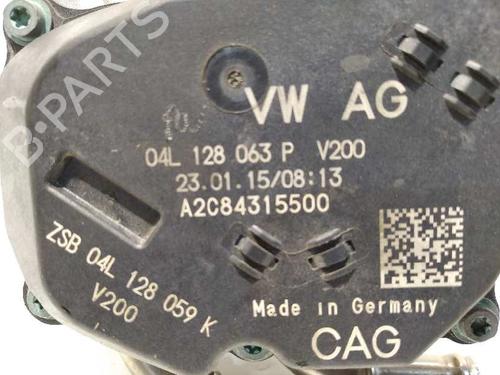 VW AG
04L 128 063 P V200
23.01.15/08:13
A2C84315500
ZSB 04L 128 059 K
V200
Made in Germany
CAG